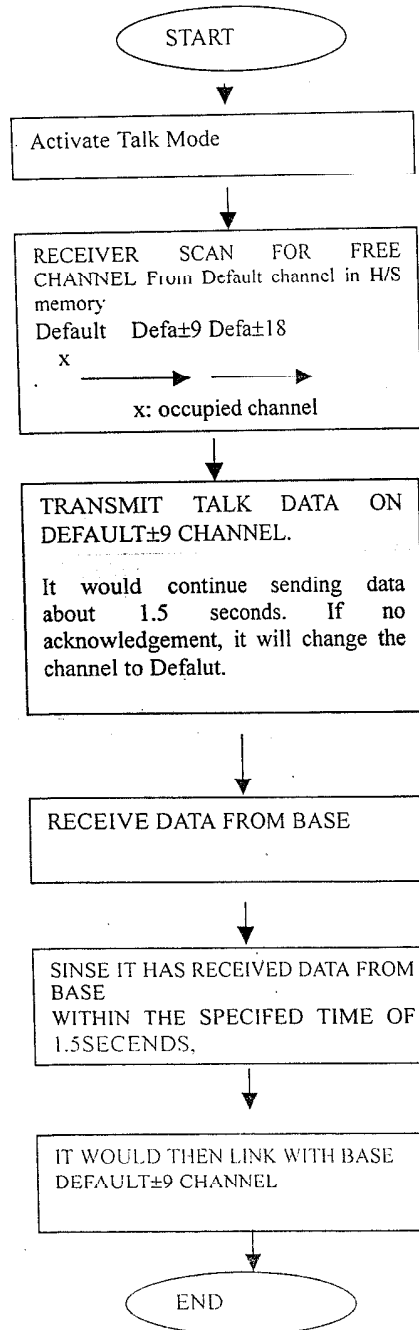 START
Activate Talk Mode
RECEIVER SCAN FOR FREE
CHANNEL From Default channel in H/S
memory
Default Defa±9 Defa±18
x
x: occupied channel
TRANSMIT TALK DATA ON
DEFAULT±9 CHANNEL.
It would continue sending data
about 1.5 seconds. If no
acknowledgement, it will change the
channel to Defalut.
RECEIVE DATA FROM BASE
SINSE IT HAS RECEIVED DATA FROM
BASE
WITHIN THE SPECIFED TIME OF
1.5SECENDS,
IT WOULD THEN LINK WITH BASE
DEFAULT±9 CHANNEL
END